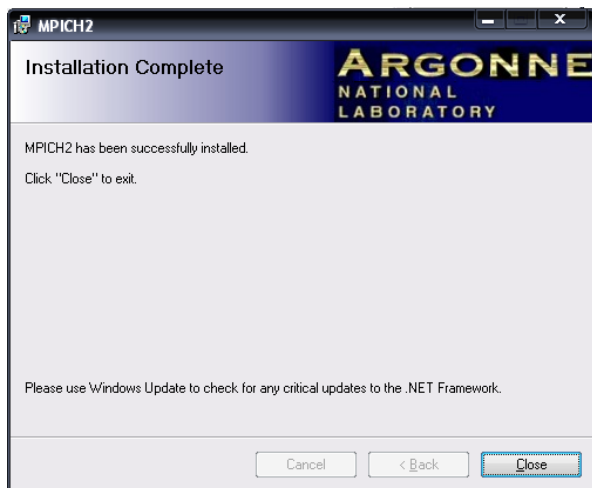 MPICH2
Installation Complete
ARGONNE
NATIONAL
LABORATORY
MPICH2 has been successfully installed.
Click "Close" to exit.
Please use Windows Update to check for any critical updates to the .NET Framework.
Cancel
< Back
Close